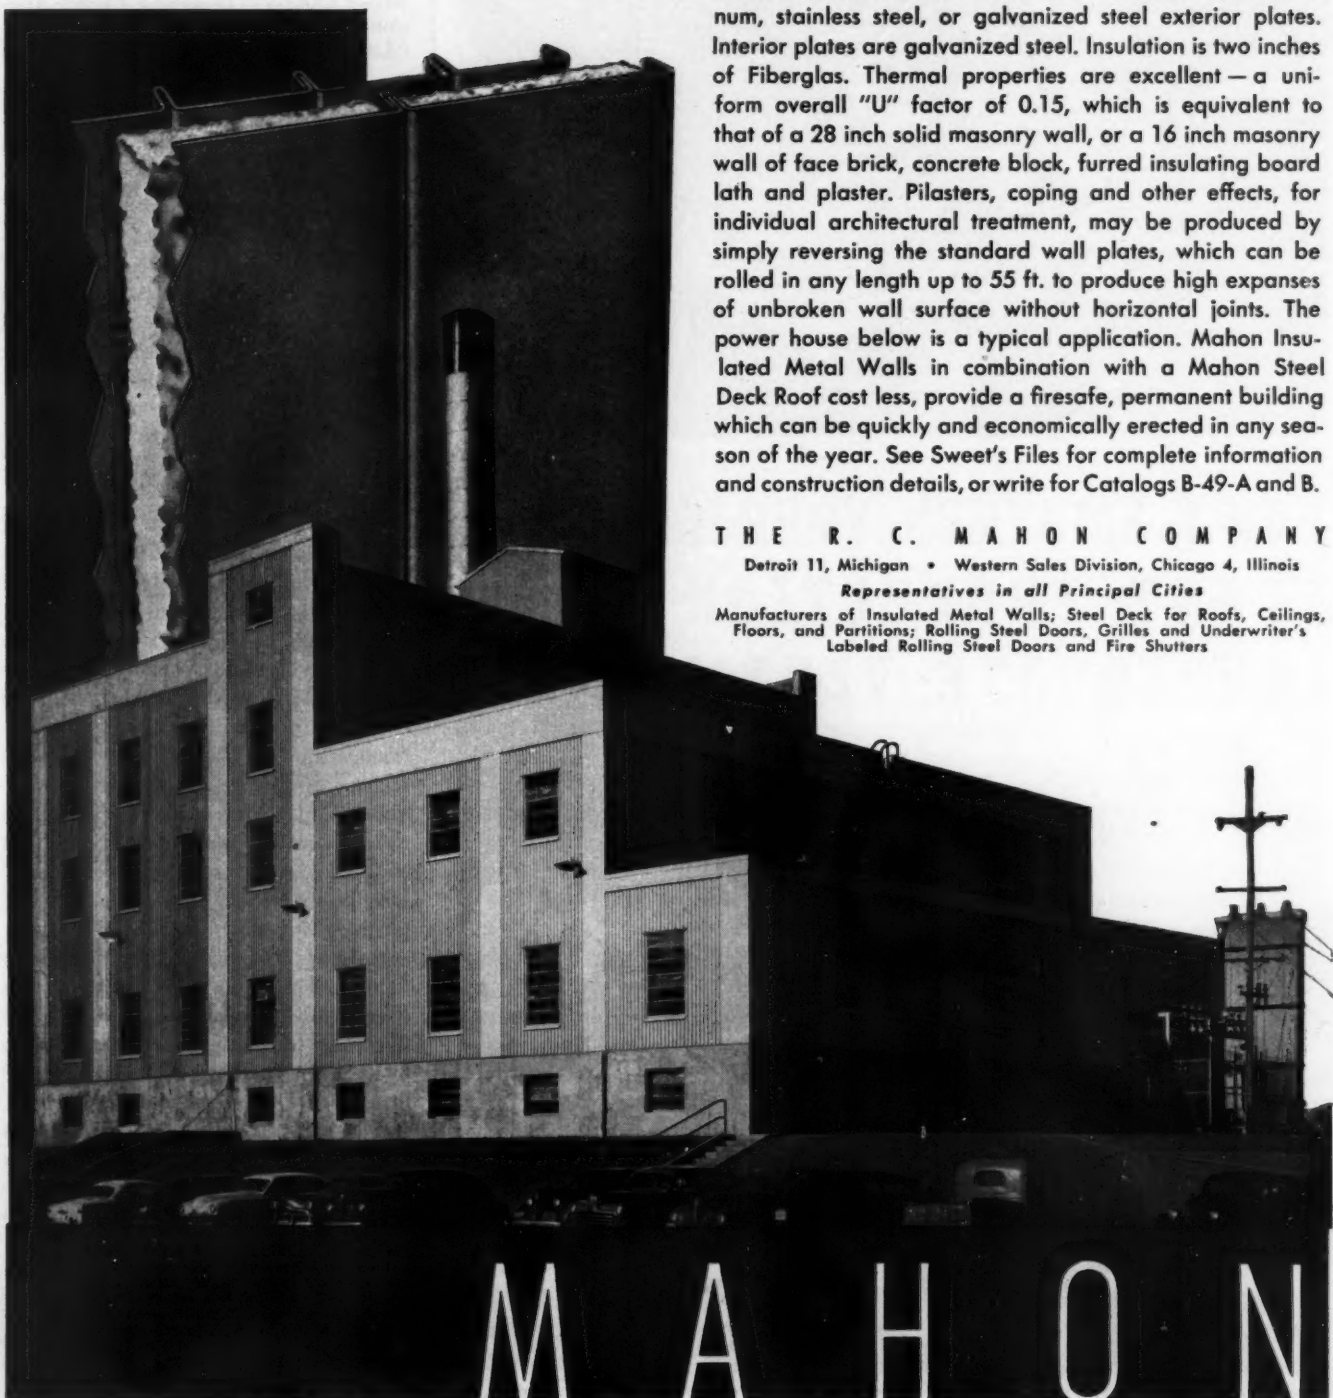 num, stainless steel, or galvanized steel exterior plates.
Interior plates are galvanized steel. Insulation is two inches
of Fiberglas. Thermal properties are excellent — a uni-
form overall "U" factor of 0.15, which is equivalent to
that of a 28 inch solid masonry wall, or a 16 inch masonry
wall of face brick, concrete block, furred insulating board
lath and plaster. Pilasters, coping and other effects, for
individual architectural treatment, may be produced by
simply reversing the standard wall plates, which can be
rolled in any length up to 55 ft. to produce high expanses
of unbroken wall surface without horizontal joints. The
power house below is a typical application. Mahon Insu-
lated Metal Walls in combination with a Mahon Steel
Deck Roof cost less, provide a firesafe, permanent building
which can be quickly and economically erected in any sea-
son of the year. See Sweet's Files for complete information
and construction details, or write for Catalogs B-49-A and B.
THE R. C. MAHON COMPANY
Detroit 11, Michigan • Western Sales Division, Chicago 4, Illinois
Representatives in all Principal Cities
Manufacturers of Insulated Metal Walls; Steel Deck for Roofs, Ceilings,
Floors, and Partitions; Rolling Steel Doors, Grilles and Underwriter's
Labeled Rolling Steel Doors and Fire Shutters
MAHON